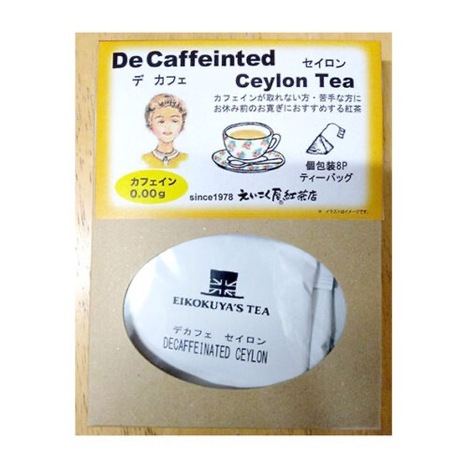 De Caffeinted セイロン
デ カフェ Ceylon Tea
カフェインが取れない方・苦手な方に
お休み前のお寛ぎにおすすめする紅茶
個包装8P
ティーバッグ
カフェイン
0.00g
since1978 えいこく屋紅茶店
※ イラストはイメージです。
EIKOKUYA'S TEA
デカフェ セイロン
DECAFFEINATED CEYLON